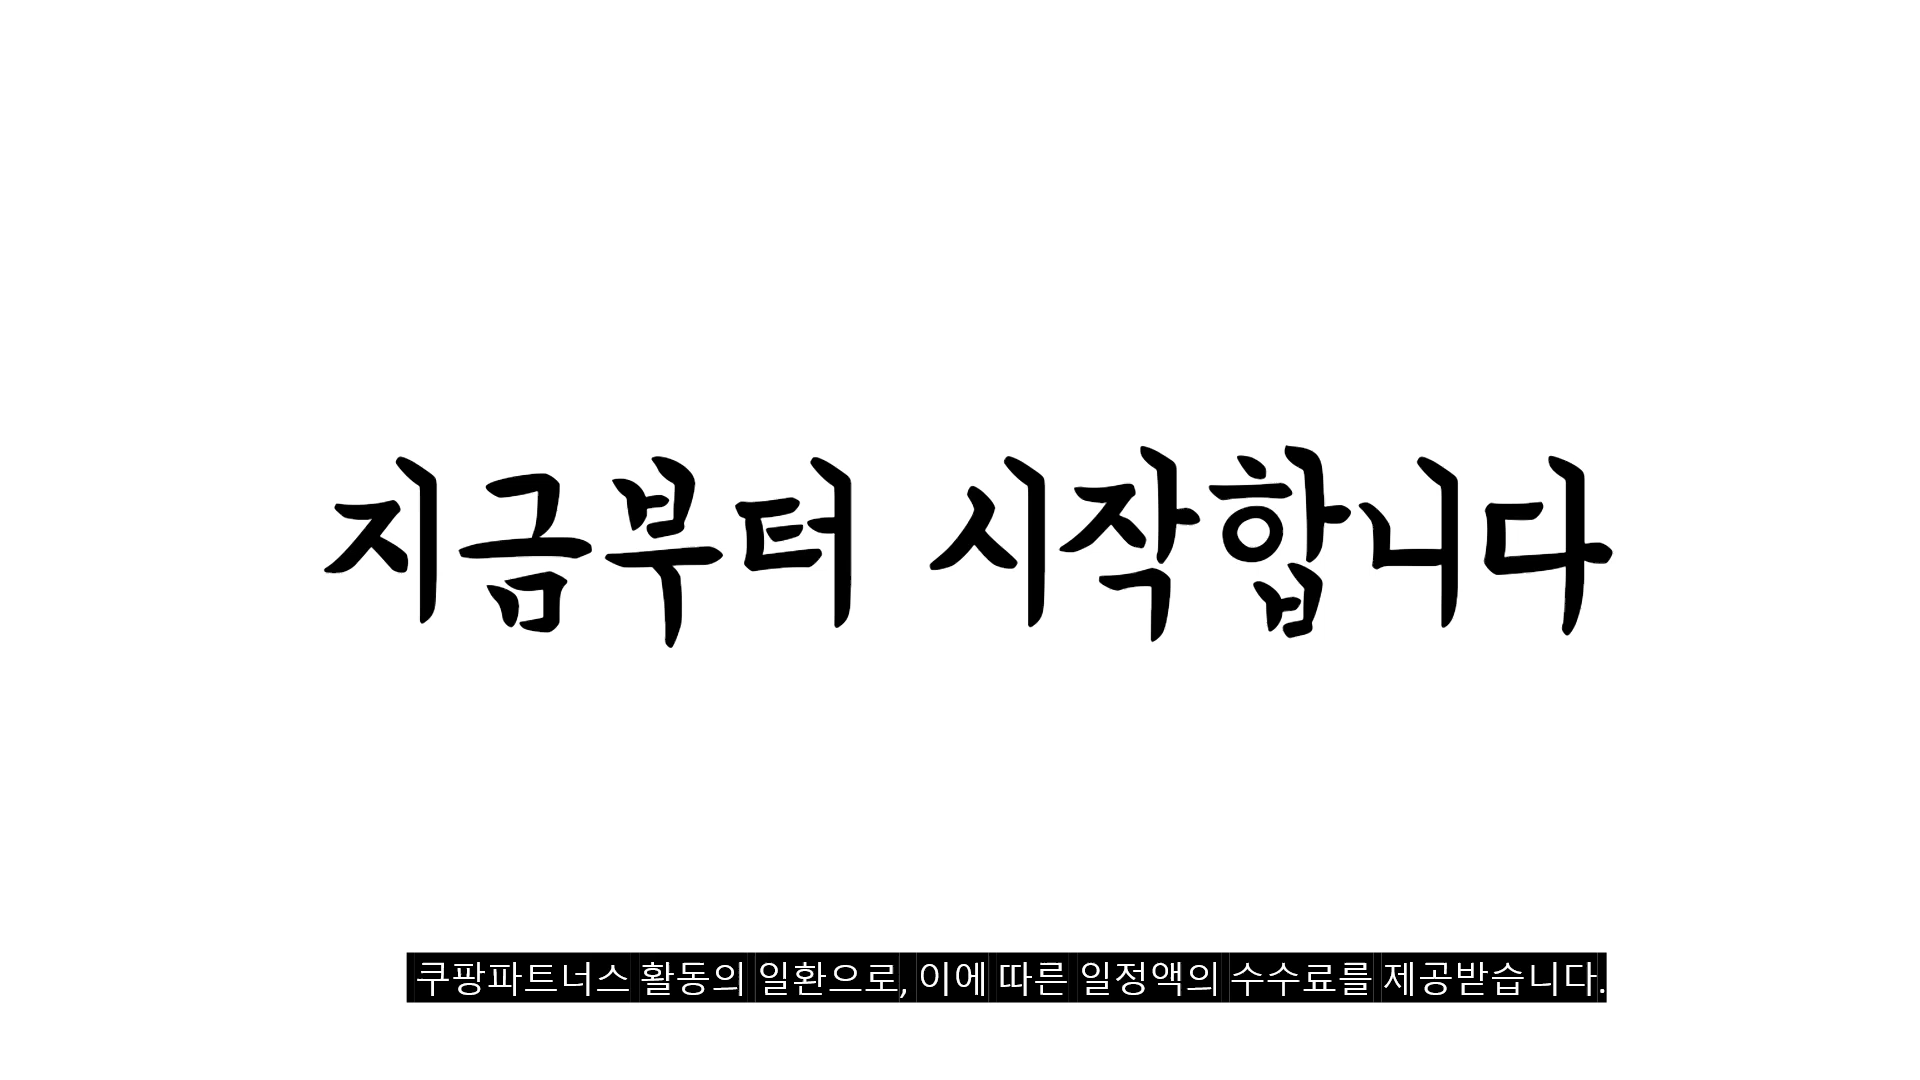 지금부터 시작합니다
쿠팡파트너스 활동의 일환으로, 이에 따른 일정액의 수수료를 제공받습니다.